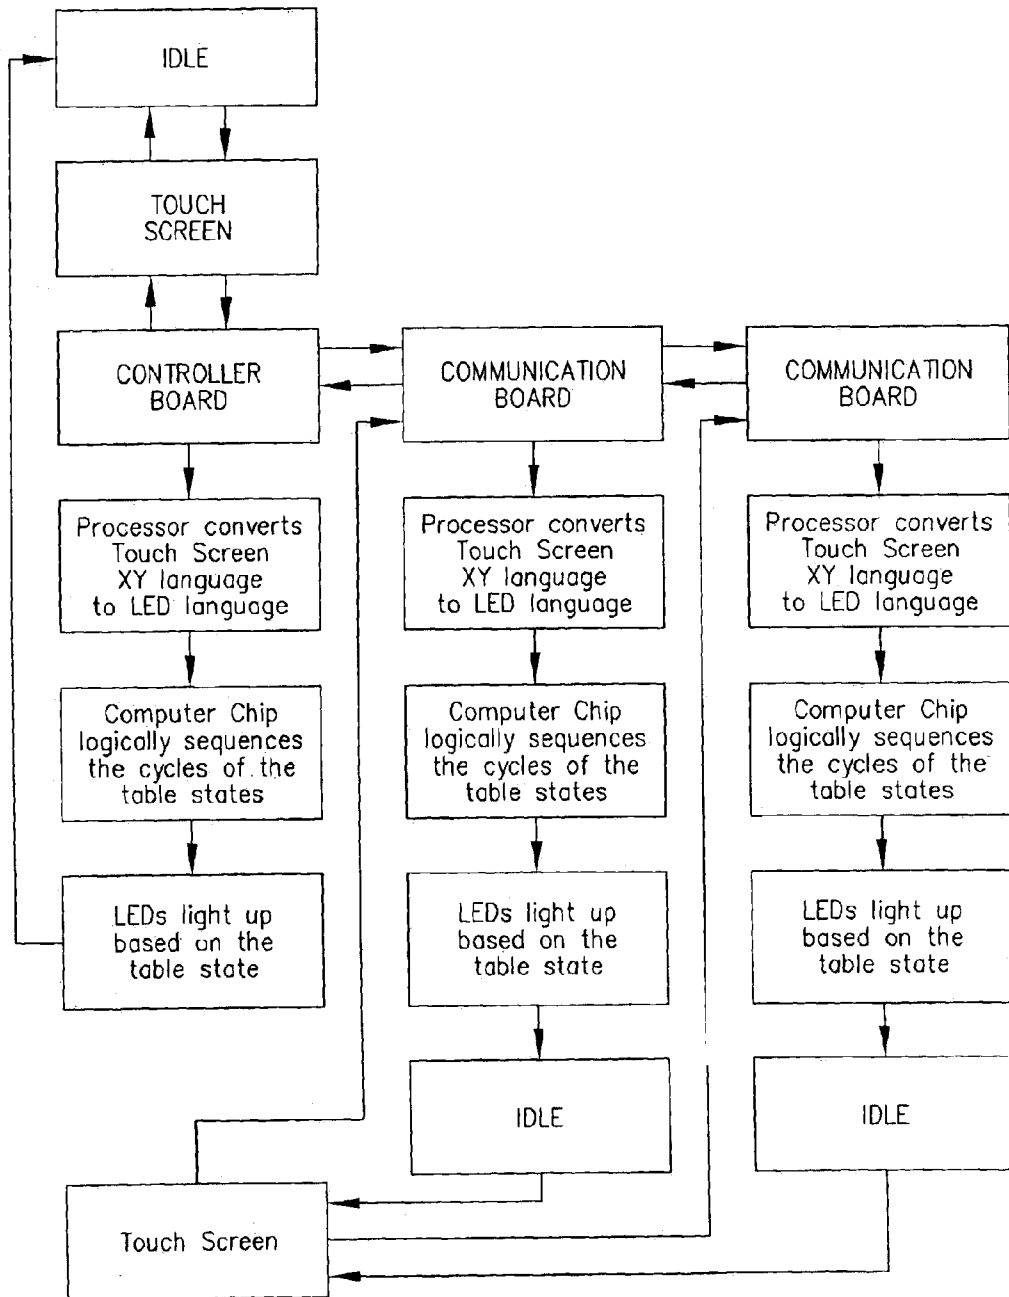 IDLE
TOUCH
SCREEN
CONTROLLER
BOARD
COMMUNICATION
BOARD
COMMUNICATION
BOARD
Processor converts
Touch Screen
XY language
to LED language
Processor converts
Touch Screen
XY language
to LED language
Processor converts
Touch Screen
XY language
to LED language
Computer Chip
logically sequences
the cycles of the
table states
Computer Chip
logically sequences
the cycles of the
table states
Computer Chip
logically sequences
the cycles of the
table states
LEDs light up
based on the
table state
LEDs light up
based on the
table state
LEDs light up
based on the
table state
IDLE
IDLE
Touch Screen